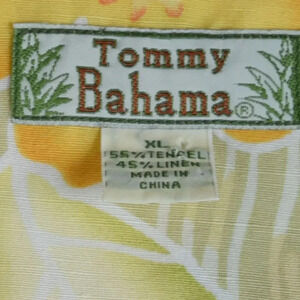 Tommy
Bahama®
XL
55% TENCEL
45% LINEN
MADE IN
CHINA